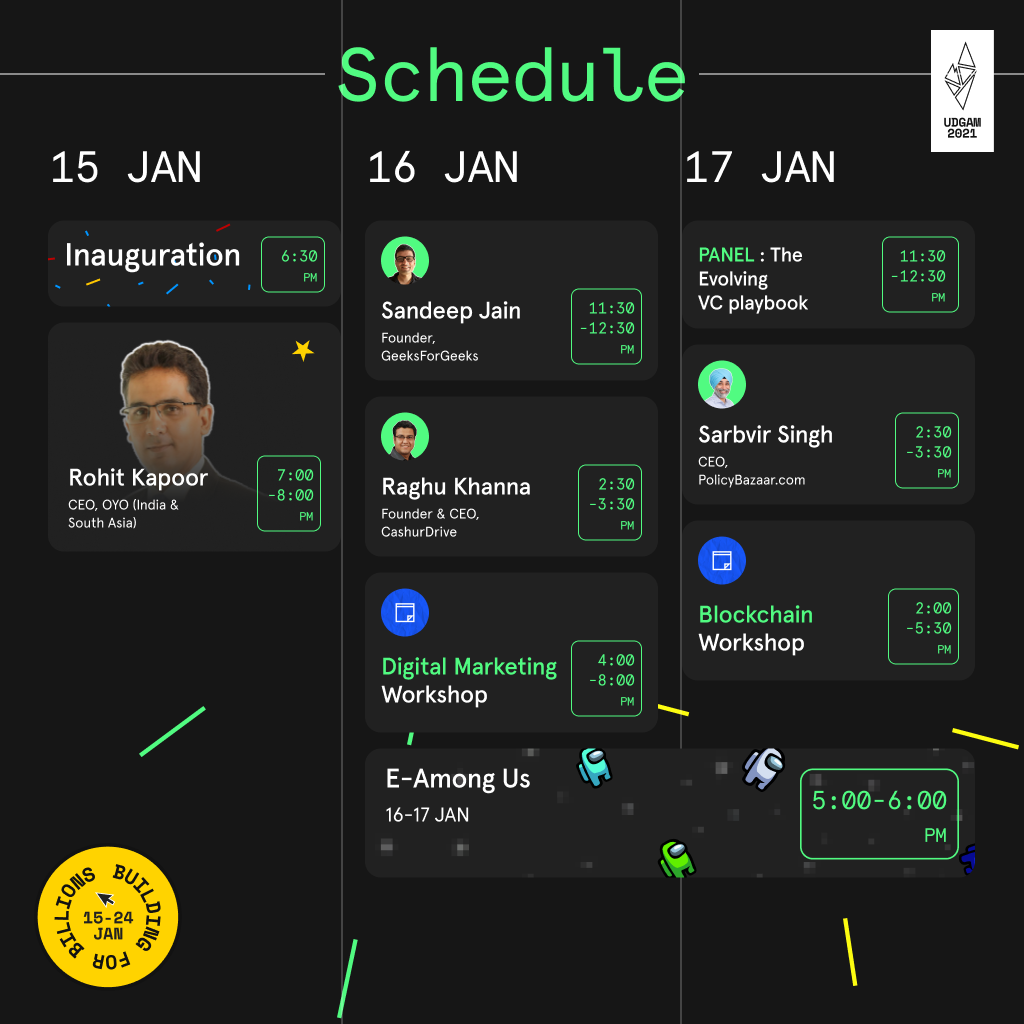 Schedule
UDGAM
2021
15 JAN
Inauguration
6:30
PM
Rohit Kapoor
CEO, OYO (India &
South Asia)
7:00
-8:00
PM
16 JAN
Sandeep Jain
Founder,
GeeksForGeeks
11:30
-12:30
PM
Raghu Khanna
Founder & CEO,
CashurDrive
2:30
-3:30
PM
Digital Marketing
Workshop
4:00
-8:00
PM
17 JAN
PANEL : The
Evolving
VC playbook
11:30
-12:30
PM
Sarbvir Singh
CEO,
PolicyBazaar.com
2:30
-3:30
PM
Blockchain
Workshop
2:00
-5:30
PM
E-Among Us
16-17 JAN
5:00-6:00
PM
BUILDING FOR BILLIONS
15-24
JAN